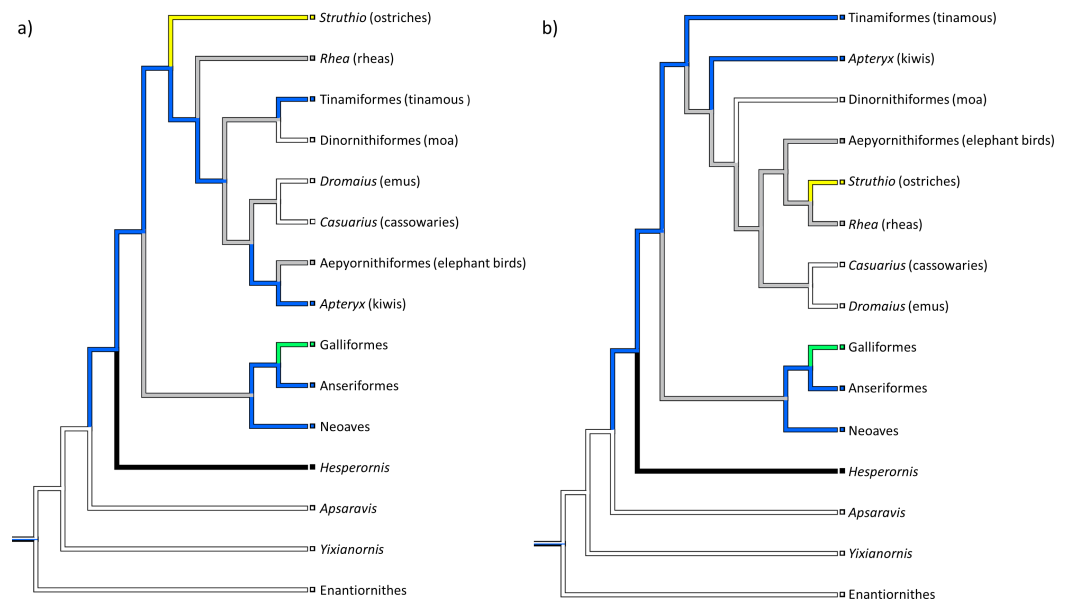 a)
Struthio (ostriches)
Rhea (rheas)
Tinamiformes (tinamous )
Dinornithiformes (moa)
Dromaius (emus)
Casuarius (cassowaries)
Aepyornithiformes (elephant birds)
Apteryx (kiwis)
Galliformes
Anseriformes
Neoaves
Hesperornis
Apsaravis
Yixianornis
Enantiornithes
b)
Tinamiformes (tinamous)
Apteryx (kiwis)
Dinornithiformes (moa)
Aepyornithiformes (elephant birds)
Struthio (ostriches)
Rhea (rheas)
Casuarius (cassowaries)
Dromaius (emus)
Galliformes
Anseriformes
Neoaves
Hesperornis
Apsaravis
Yixianornis
Enantiornithes